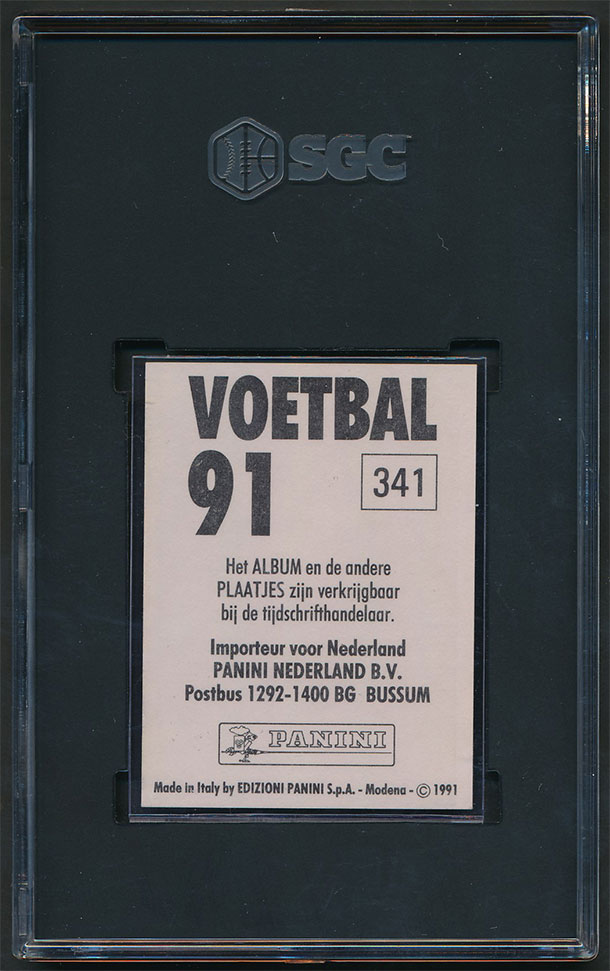 SGC
VOETBAL
91
341
Het ALBUM en de andere
PLAATJES zijn verkrijgbaar
bij de tijdschrifthandelaar.
Importeur voor Nederland
PANINI NEDERLAND B.V.
Postbus 1292-1400 BG BUSSUM
PANINI
Made in Italy by EDIZIONI PANINI S.p.A. - Modena - © 1991